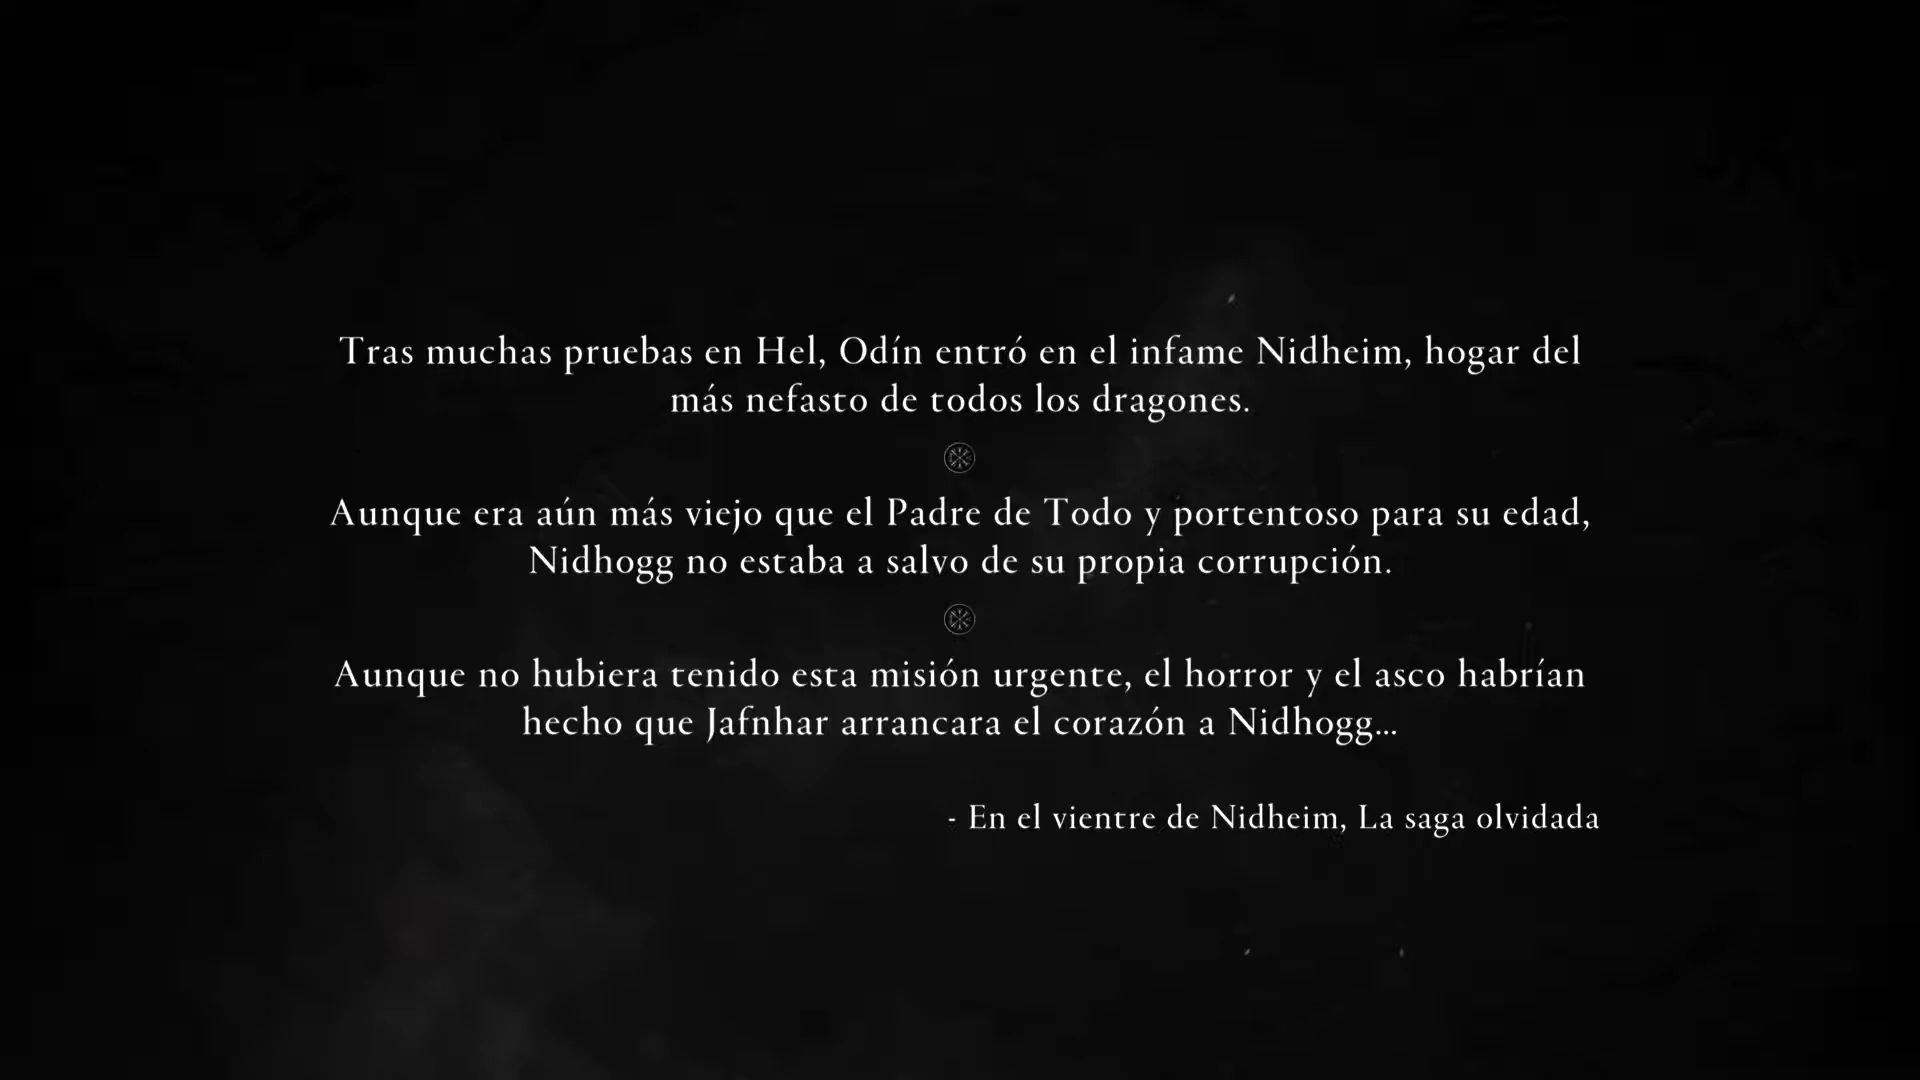 Tras muchas pruebas en Hel, Odín entró en el infame Nidheim, hogar del
más nefasto de todos los dragones.
Aunque era aún más viejo que el Padre de Todo y portentoso para su edad,
Nidhogg no estaba a salvo de su propia corrupción.
Aunque no hubiera tenido esta misión urgente, el horror y el asco habrían
hecho que Jafnhar arrancara el corazón a Nidhogg...
- En el vientre de Nidheim, La saga olvidada